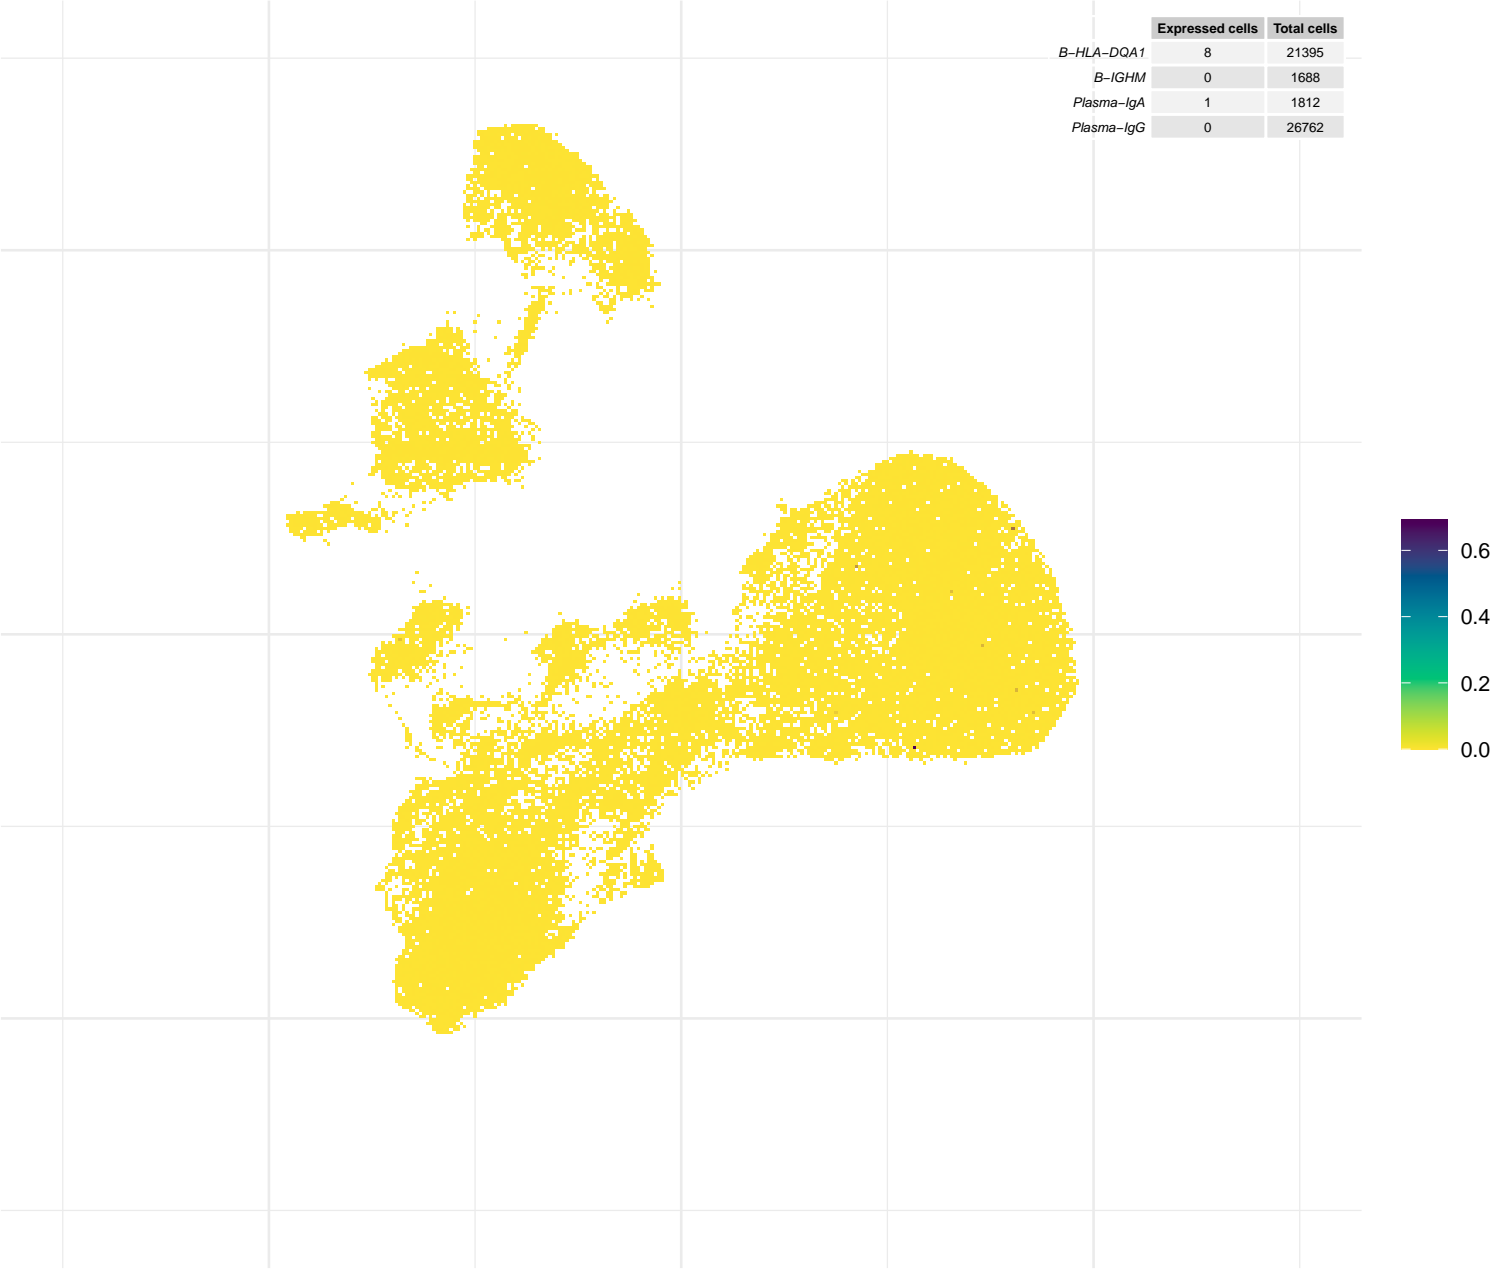 Expressed cells Total cells
B−HLA−DQA1 8 21395
B−IGHM 0 1688
Plasma−IgA 1 1812
Plasma−IgG 0 26762
0.6
0.4
0.2
0.0